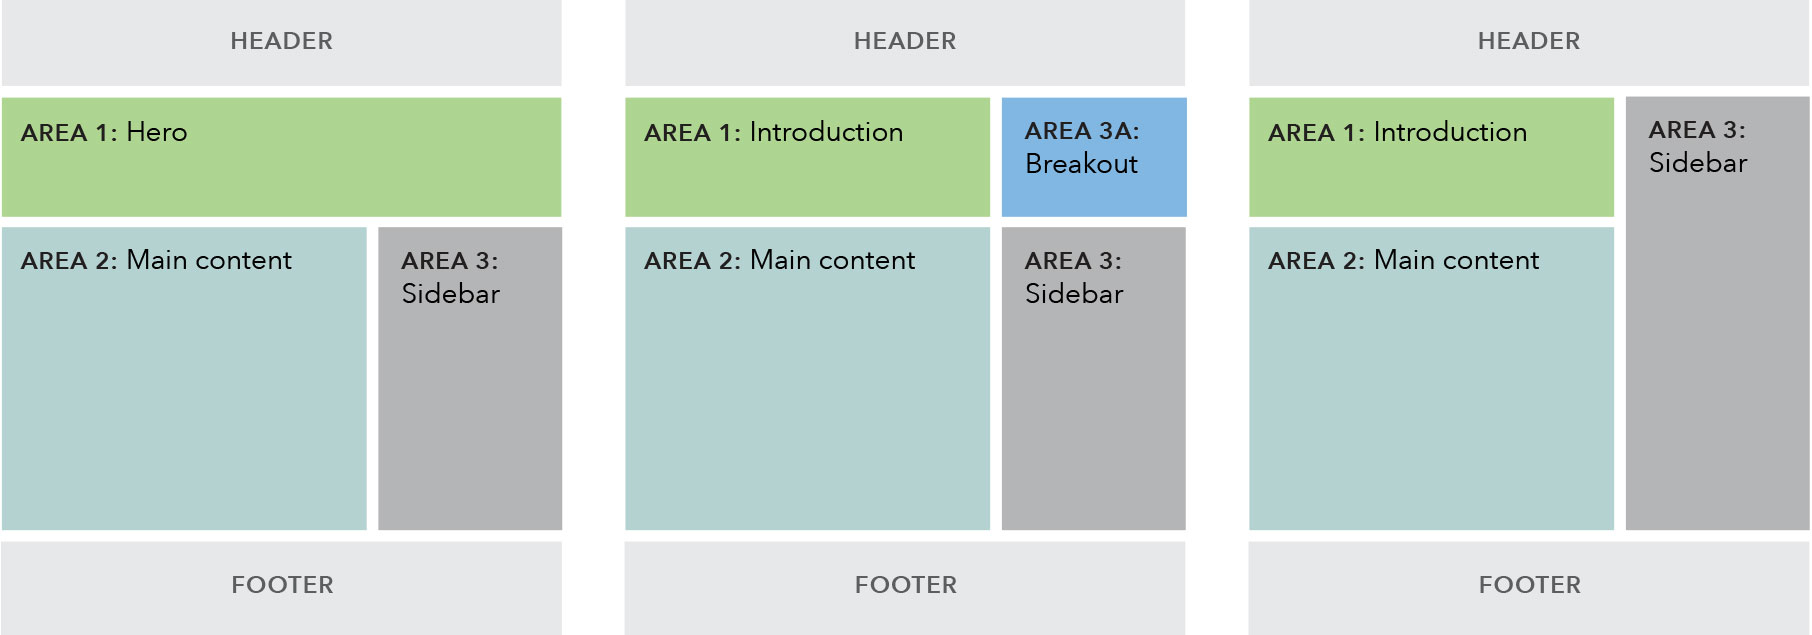 HEADER
AREA 1: Hero
AREA 2: Main content
AREA 3:
Sidebar
FOOTER
HEADER
AREA 1: Introduction
AREA 3A:
Breakout
AREA 2: Main content
AREA 3:
Sidebar
FOOTER
HEADER
AREA 1: Introduction
AREA 3:
Sidebar
AREA 2: Main content
FOOTER